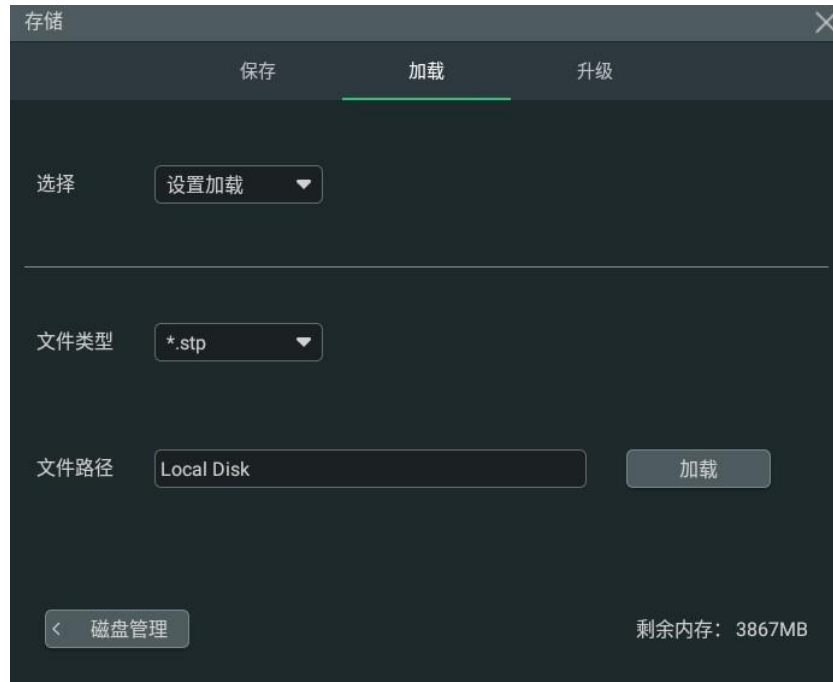 存储
保存 加载 升级
选择 设置加载
文件类型 *.stp
文件路径 Local Disk 加载
磁盘管理 剩余内存： 3867MB